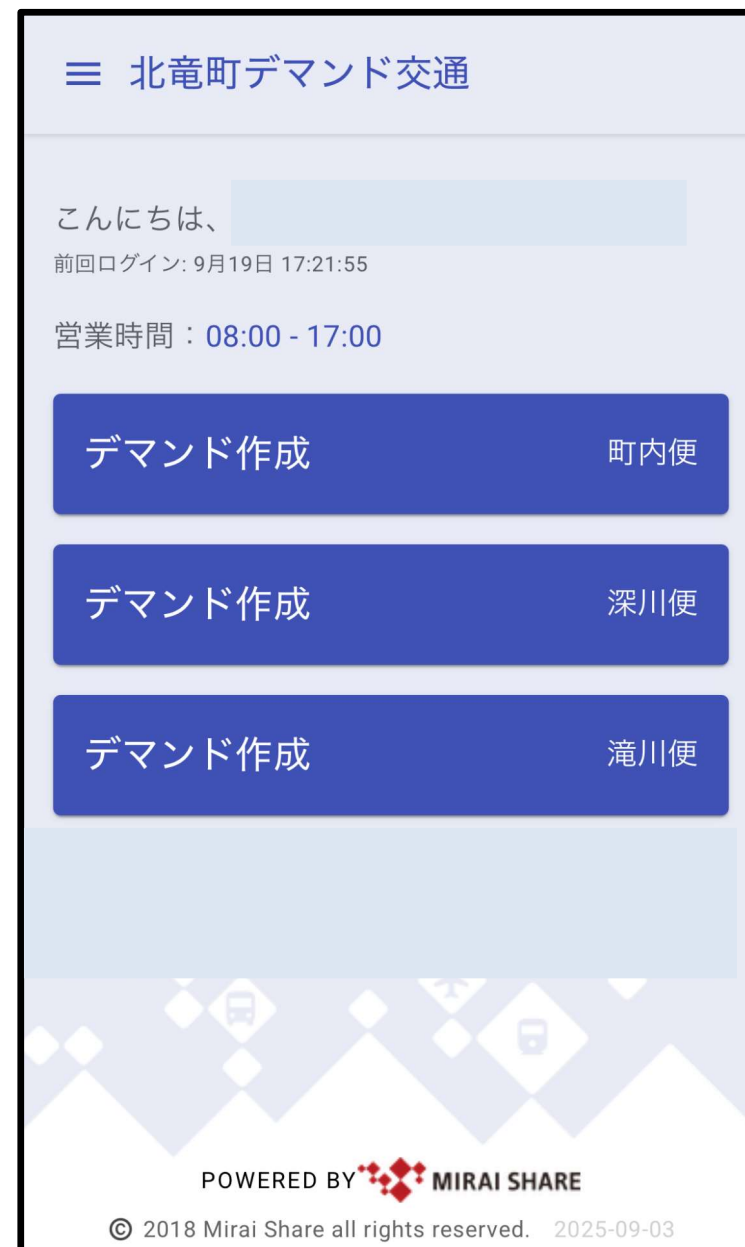 北竜町デマンド交通
こんにちは、
前回ログイン: 9月19日 17:21:55
営業時間：08:00 - 17:00
デマンド作成 町内便
デマンド作成 深川便
デマンド作成 滝川便
POWERED BY MIRAI SHARE
© 2018 Mirai Share all rights reserved. 2025-09-03